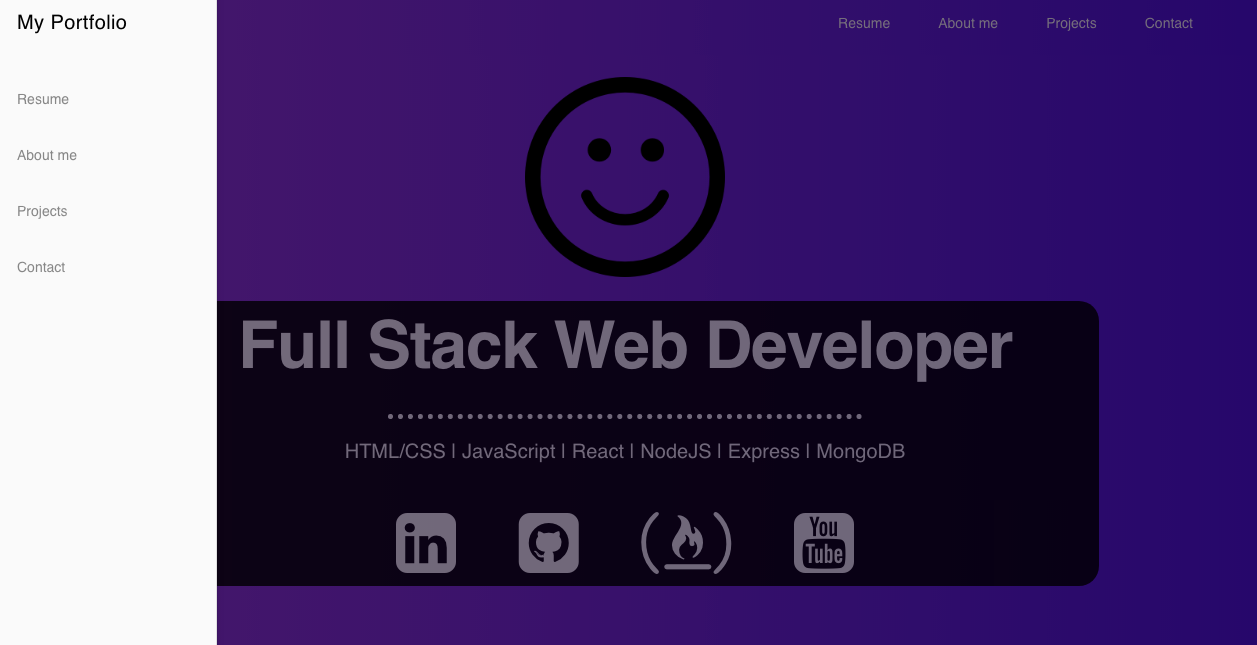 My Portfolio
Resume
About me
Projects
Contact
Resume About me Projects Contact
Full Stack Web Developer
HTML/CSS | JavaScript | React | NodeJS | Express | MongoDB
in
You
Tube